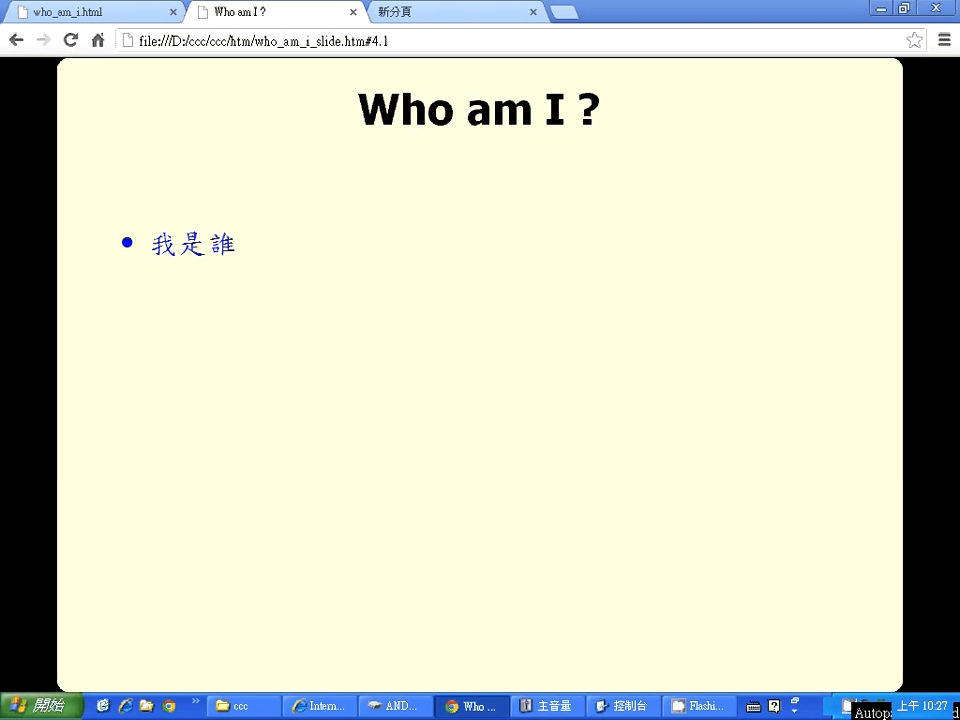 who_am_i.html
Who am I ?
新分頁
file:///D:/ccc/ccc/htm/who_am_i_slide.htm#4.1
Who am I ?
• 我是誰
開始
ccc
Intern...
AND...
Who ...
主音量
控制台
Flashi...
上午 10:27